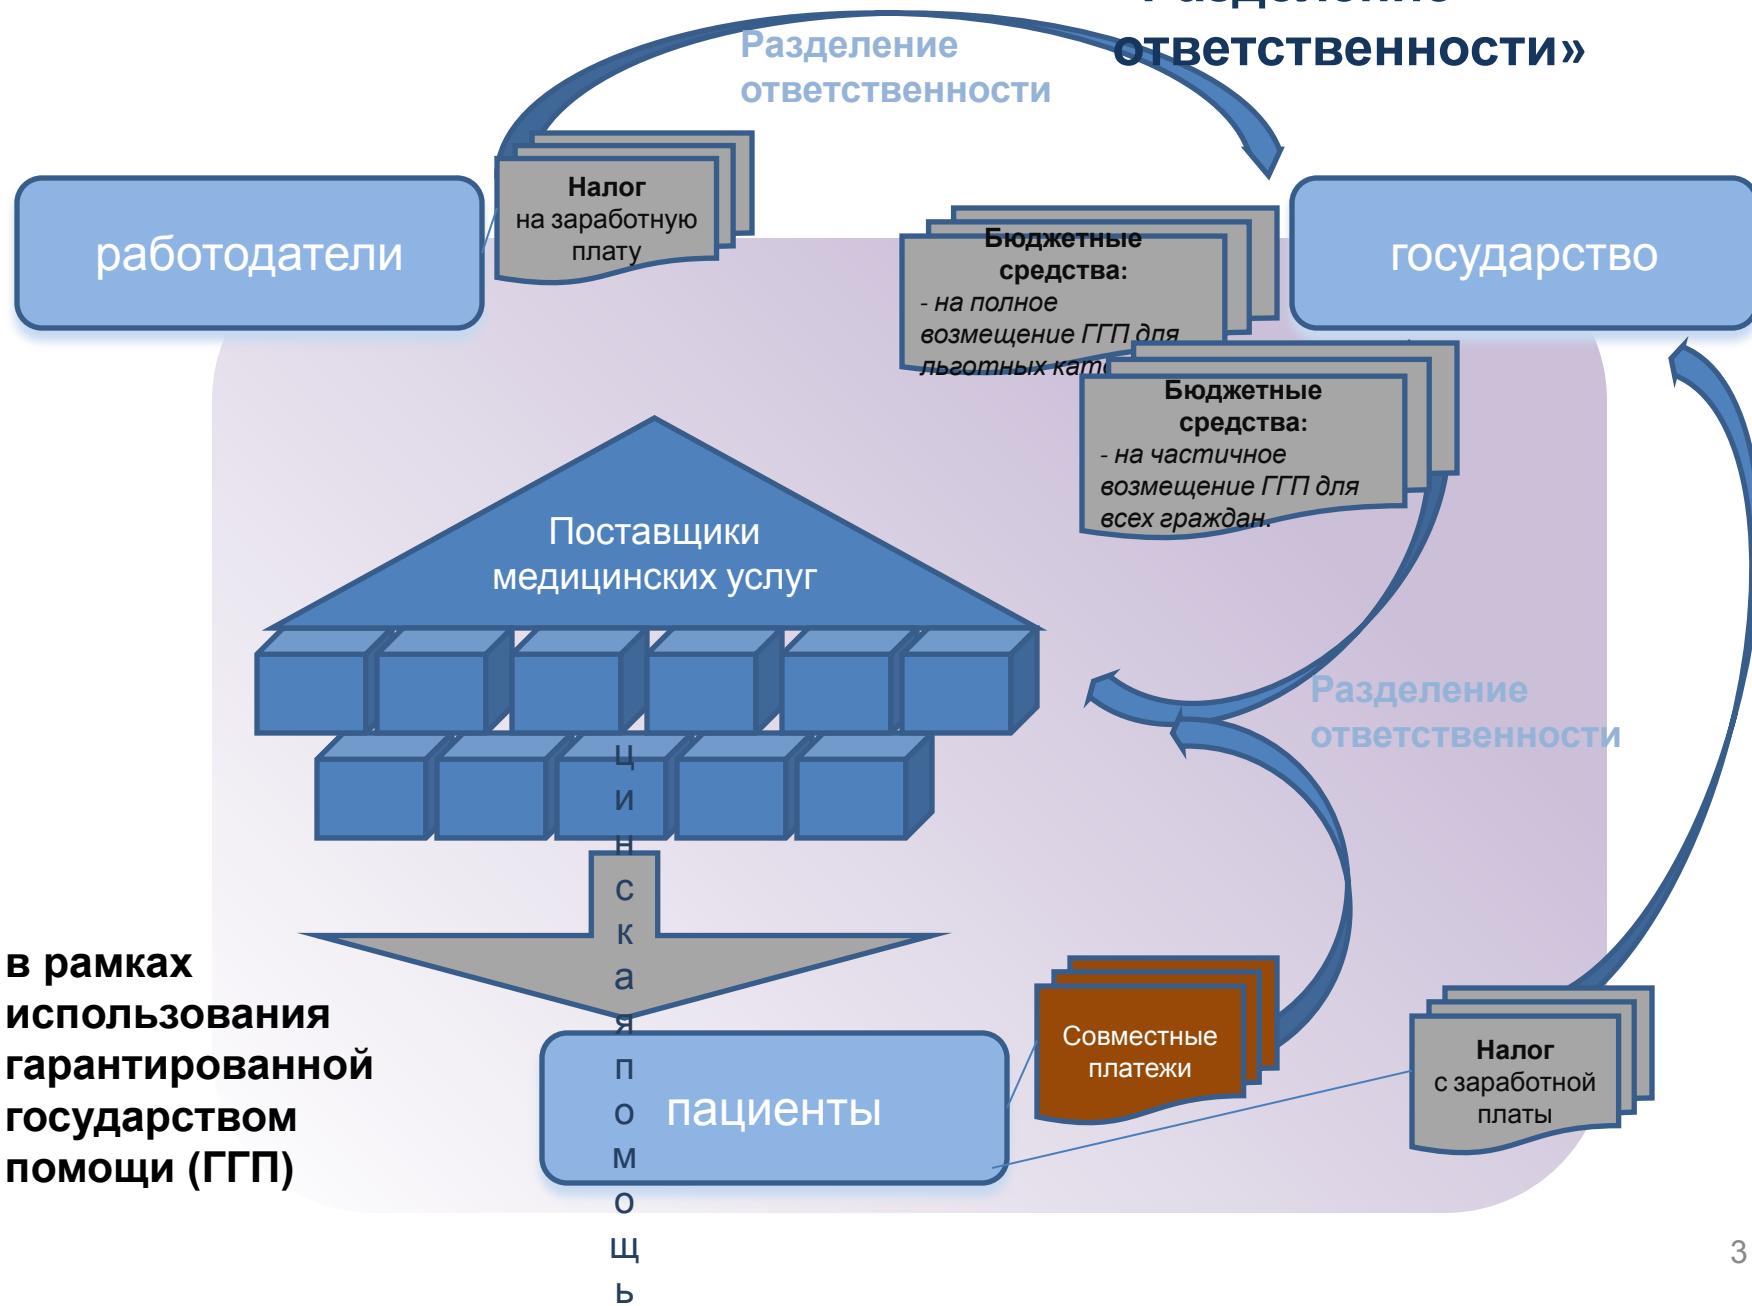 ответственности»
Разделение
ответственности
Налог
на заработную
плату
работодатели
Бюджетные
средства:
- на полное
возмещение ГГП для
льготных
государство
Бюджетные
средства:
- на частичное
возмещение ГГП для
всех граждан.
Поставщики
медицинских услуг
Разделение
ответственности
ц
и
н
с
к
а
я
п
о
м
о
щ
ь
в рамках
использования
гарантированной
государством
помощи (ГГП)
пациенты
Совместные
платежи
Налог
с заработной
платы
3